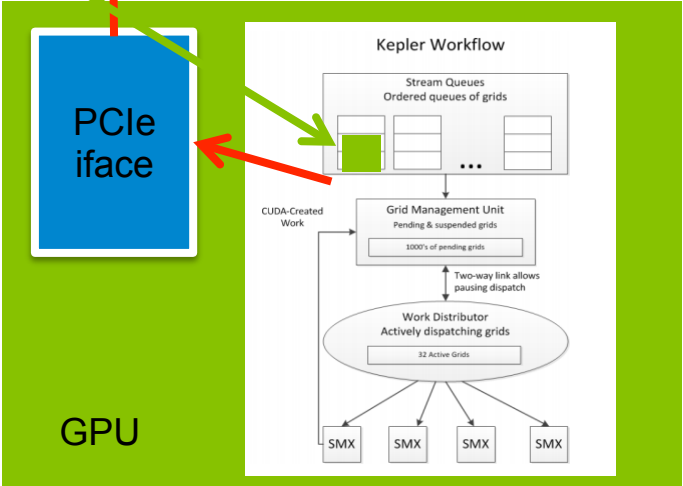 PCIe
iface
GPU
Kepler Workflow
Stream Queues
Ordered queues of grids
...
CUDA-Created
Work
Grid Management Unit
Pending & suspended grids
1000's of pending grids
Two-way link allows
pausing dispatch
Work Distributor
Actively dispatching grids
32 Active Grids
SMX SMX SMX SMX